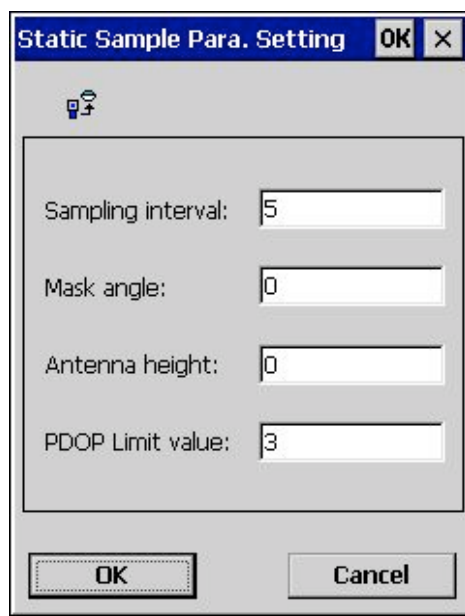 Static Sample Para. Setting OK ×
Sampling interval: 5
Mask angle: 0
Antenna height: 0
PDOP Limit value: 3
OK Cancel